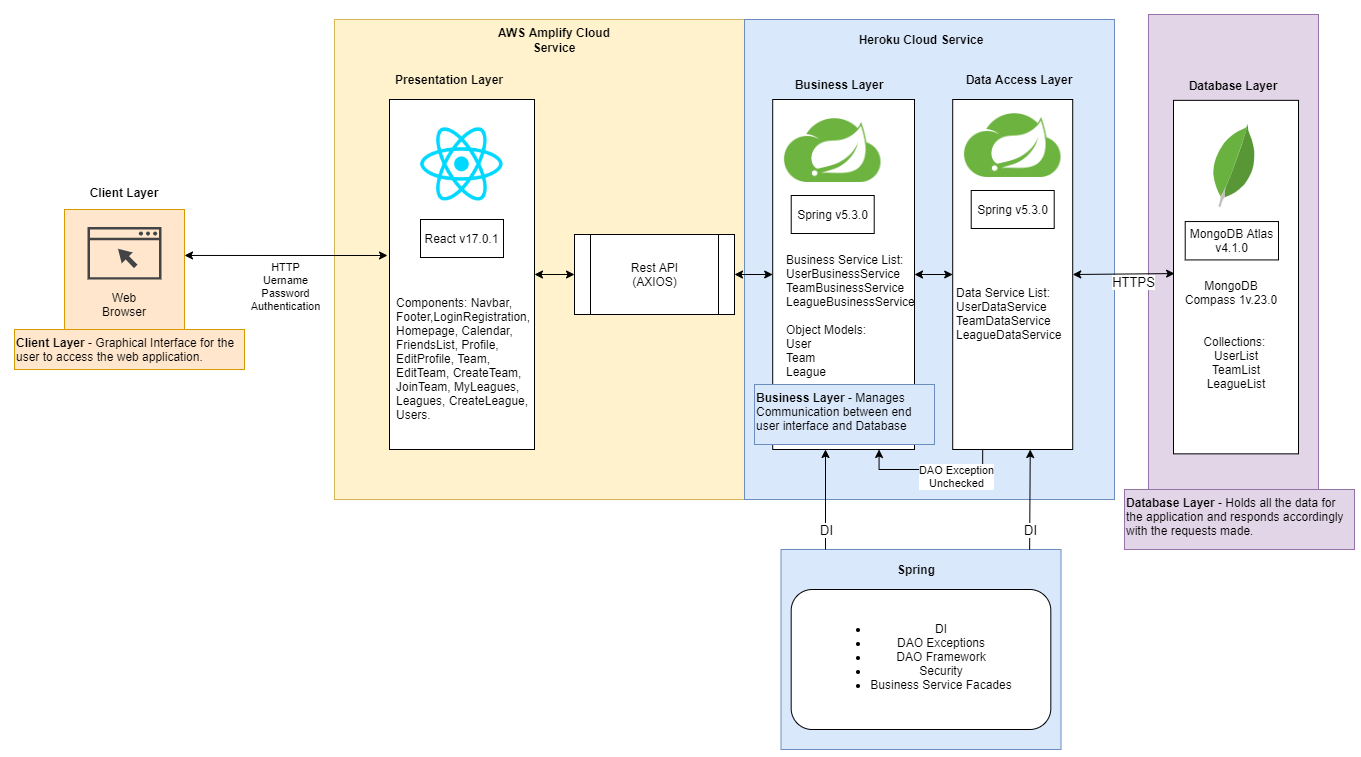 AWS Amplify Cloud
Service
Heroku Cloud Service
Presentation Layer
Business Layer
Data Access Layer
Database Layer
Client Layer
Web
Browser
Client Layer - Graphical Interface for the
user to access the web application.
HTTP
Uername
Password
Authentication
React v17.0.1
Components: Navbar,
Footer,LoginRegistration,
Homepage, Calendar,
FriendsList, Profile,
EditProfile, Team,
EditTeam, CreateTeam,
JoinTeam, MyLeagues,
Leagues, CreateLeague,
Users.
Rest API
(AXIOS)
Spring v5.3.0
Business Service List:
UserBusinessService
TeamBusinessService
LeagueBusinessService
Object Models:
User
Team
League
Business Layer - Manages
Communication between end
user interface and Database
Spring v5.3.0
Data Service List:
UserDataService
TeamDataService
LeagueDataService
DAO Exception
Unchecked
HTTPS
MongoDB Atlas
v4.1.0
MongoDB
Compass 1v.23.0
Collections:
UserList
TeamList
LeagueList
Database Layer - Holds all the data for
the application and responds accordingly
with the requests made.
DI
DI
Spring
DI
DAO Exceptions
DAO Framework
Security
Business Service Facades